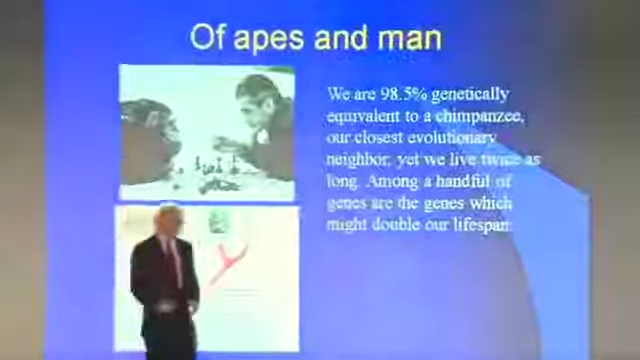 Of apes and man
We are 98.5% genetically
equivalent to a chimpanzee,
our closest evolutionary
neighbor, yet we live twice as
long. Among a handful of
genes are the genes which
might double our lifespan.